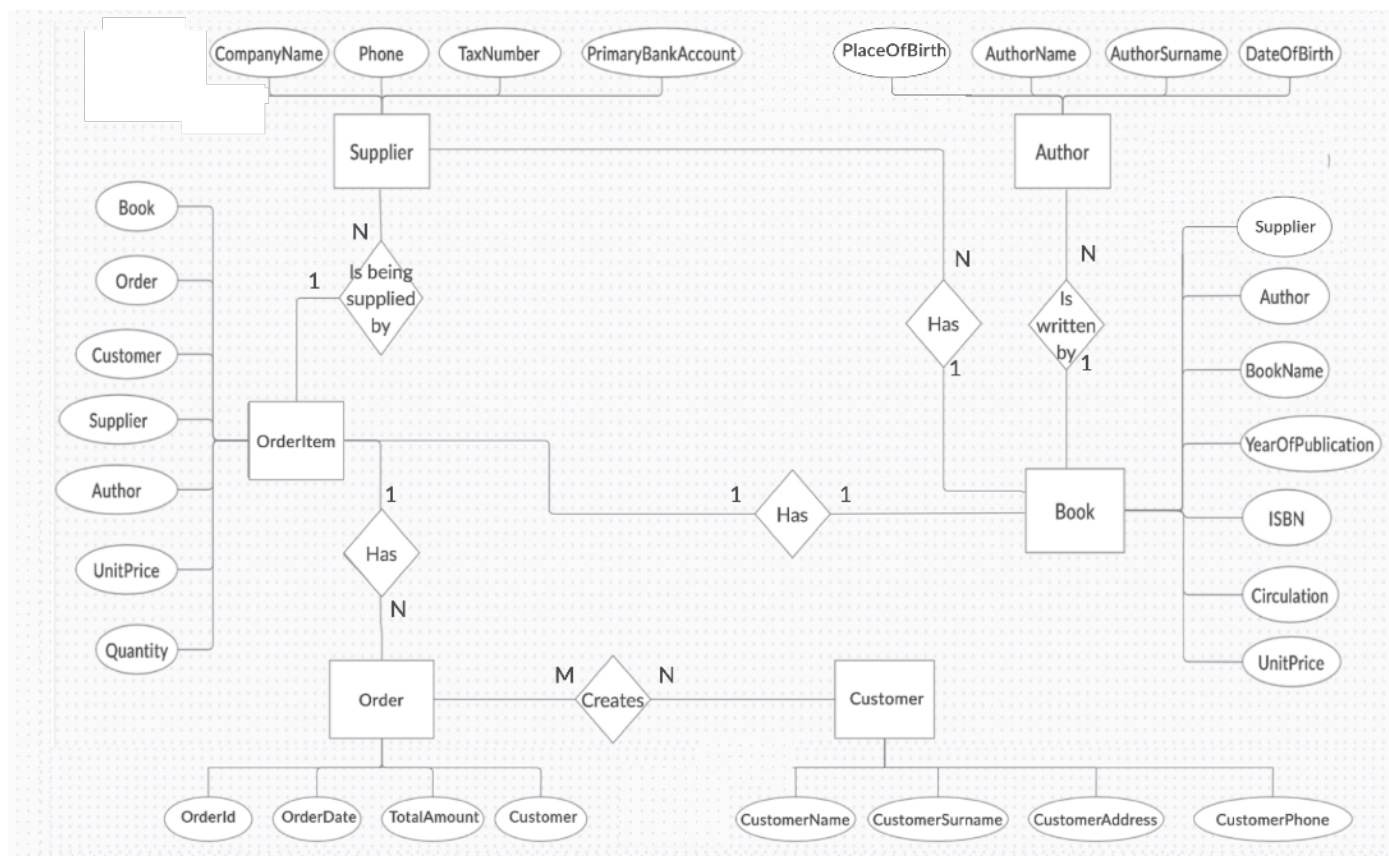 CompanyName
Phone
TaxNumber
PrimaryBankAccount
PlaceOfBirth
AuthorName
AuthorSurname
DateOfBirth
Supplier
Author
Book
Order
Customer
Supplier
Author
UnitPrice
Quantity
N
Is being
supplied
by
1
N
Has
1
N
Is
written
by
1
Supplier
Author
BookName
YearOfPublication
ISBN
Circulation
UnitPrice
OrderItem
1
Has
N
1
Has
1
Book
Order
M
Creates
N
Customer
OrderId
OrderDate
TotalAmount
Customer
CustomerName
CustomerSurname
CustomerAddress
CustomerPhone